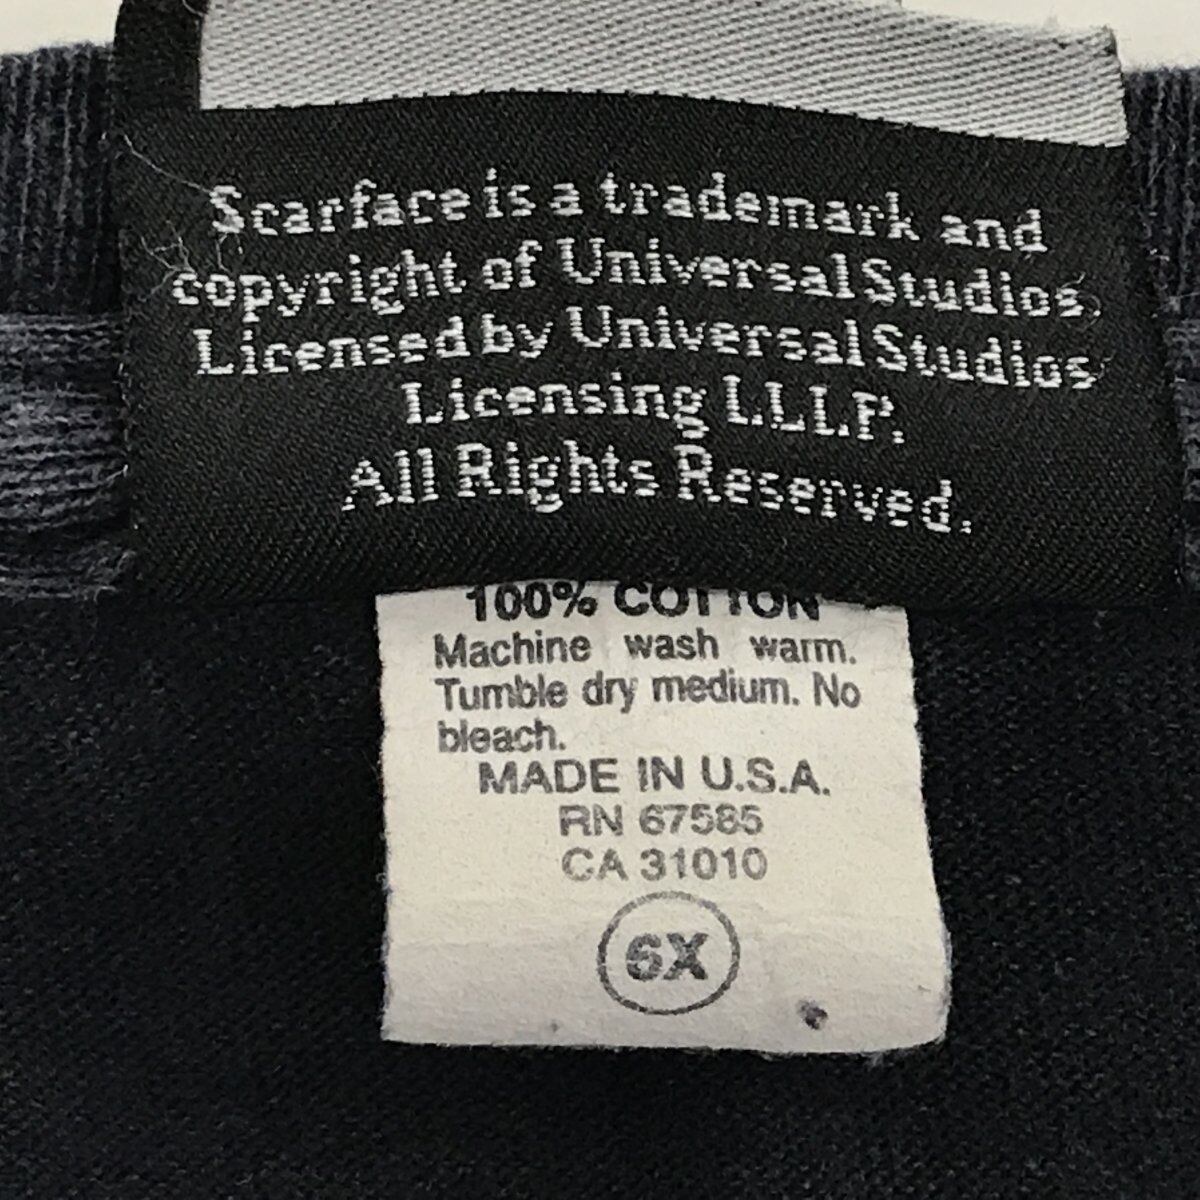 Scarface is a trademark and
copyright of Universal Studios.
Licensed by Universal Studios
Licensing LLLP.
All Rights Reserved.
100% COTTON
Machine wash warm.
Tumble dry medium. No
bleach.
MADE IN U.S.A.
RN 67585
CA 31010
6X